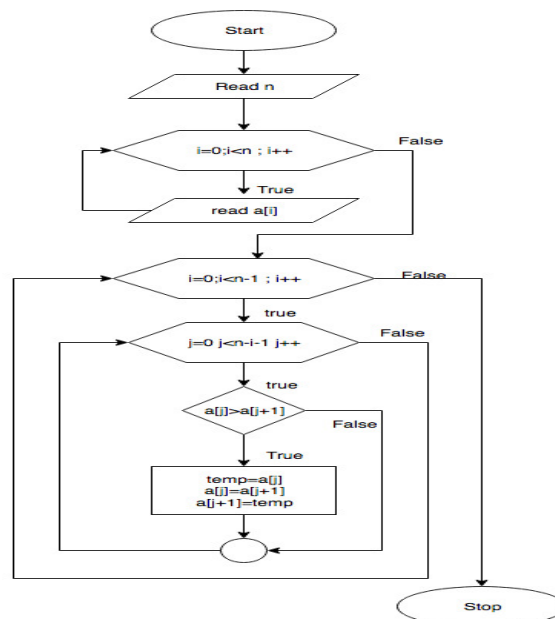 Start
Read n
i=0;i<n ; i++
False
True
read a[i]
i=0;i<n-1 ; i++
False
true
j=0 j<n-i-1 j++
False
true
a[j]>a[j+1]
False
True
temp=a[j]
a[j]=a[j+1]
a[j+1]=temp
Stop